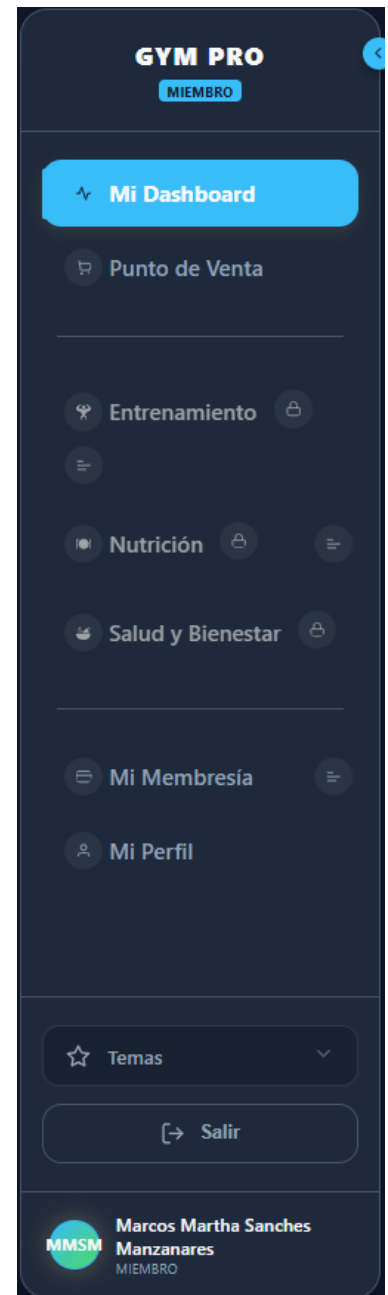 GYM PRO
MIEMBRO
Mi Dashboard
Punto de Venta
Entrenamiento
Nutrición
Salud y Bienestar
Mi Membresía
Mi Perfil
Temas
Salir
MMSM
Marcos Martha Sanches
Manzanares
MIEMBRO